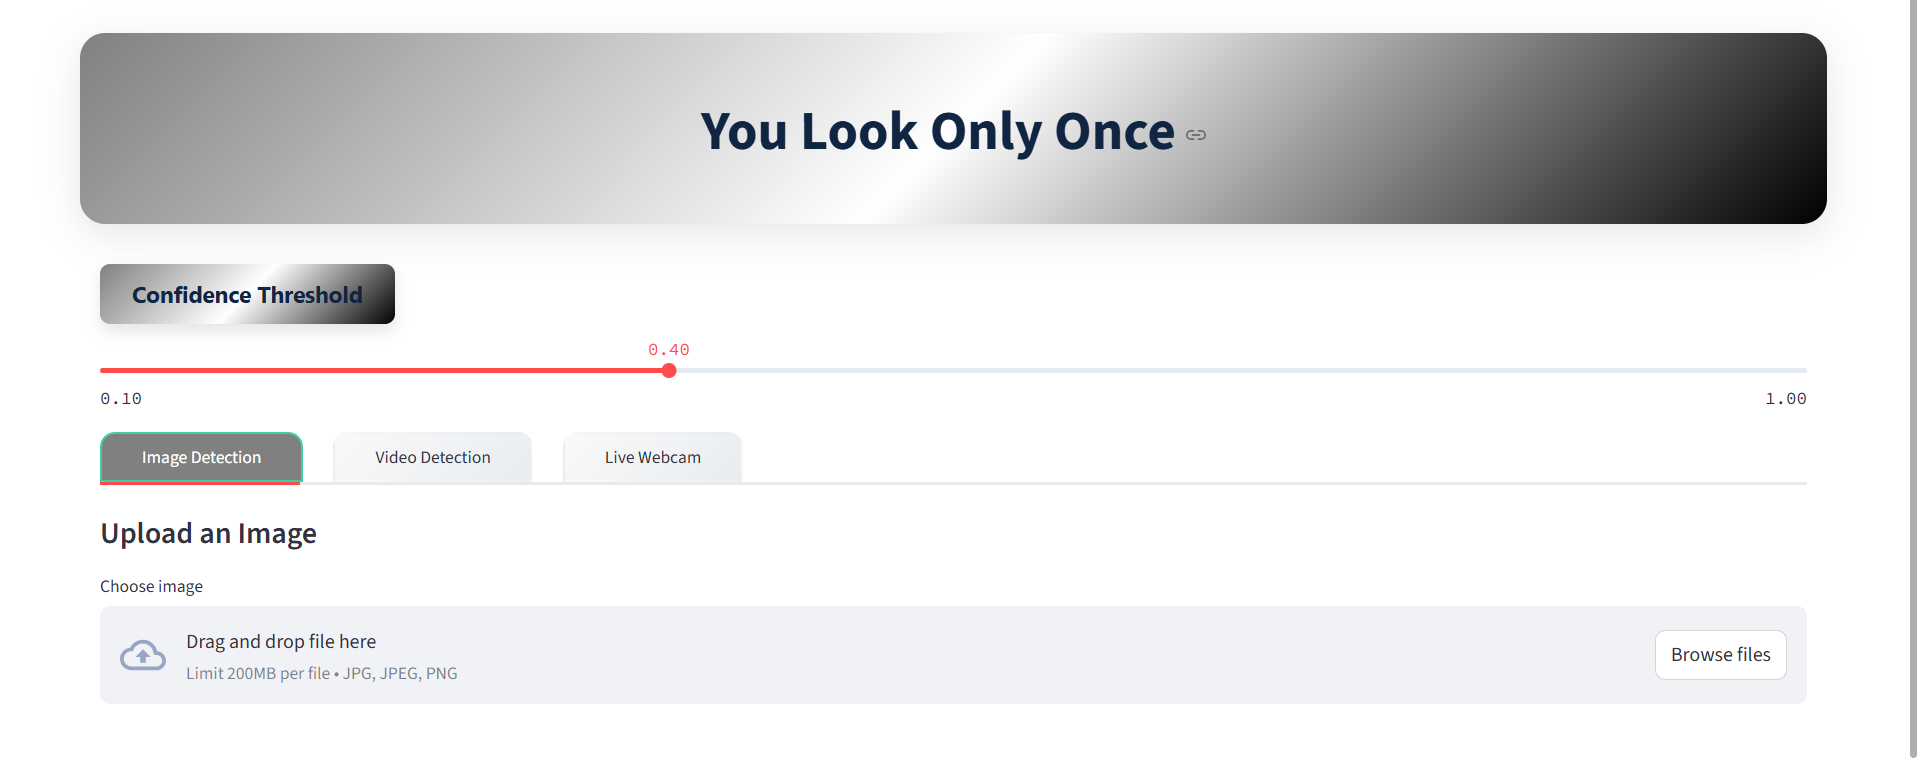 You Look Only Once
Confidence Threshold
0.40
0.10
1.00
Image Detection
Video Detection
Live Webcam
Upload an Image
Choose image
Drag and drop file here
Limit 200MB per file • JPG, JPEG, PNG
Browse files